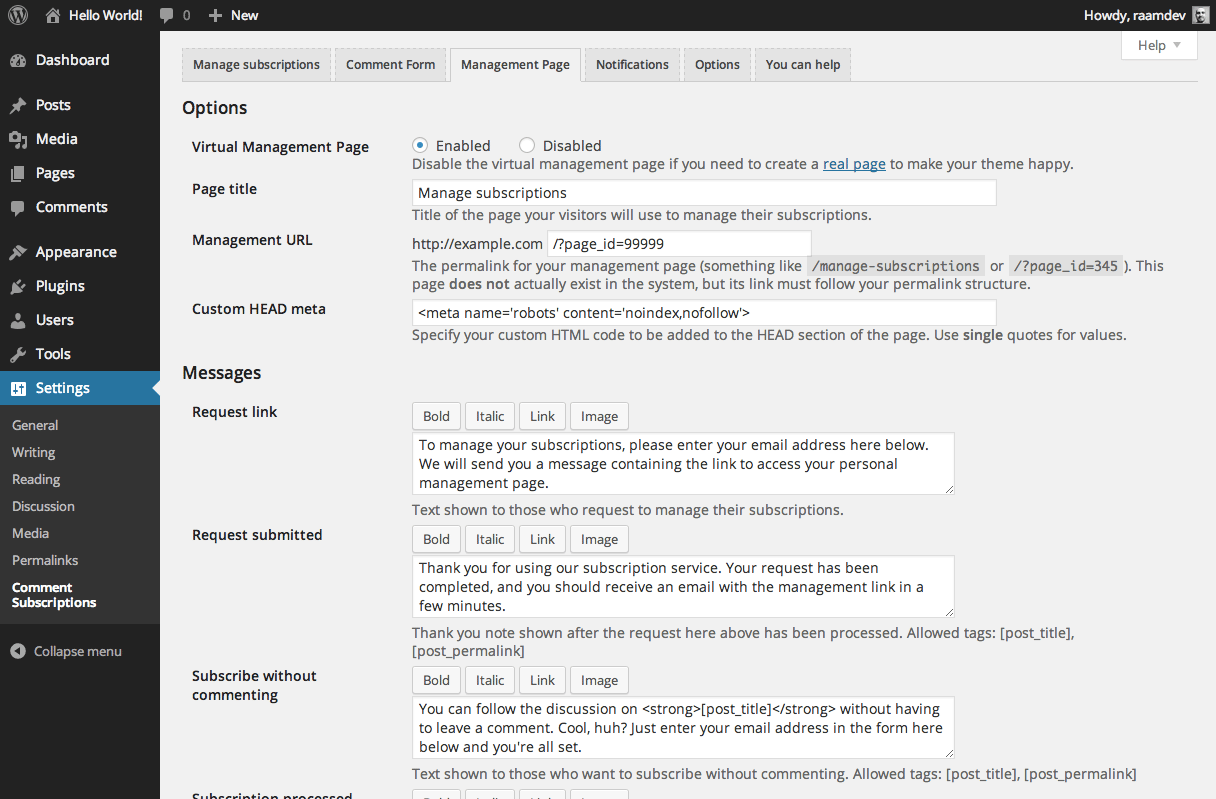 Hello World! 0 New Howdy, raamdev
Help
Dashboard
Posts
Media
Pages
Comments
Appearance
Plugins
Users
Tools
Settings
General
Writing
Reading
Discussion
Media
Permalinks
Comment
Subscriptions
Collapse menu
Manage subscriptions Comment Form Management Page Notifications Options You can help
Options
Virtual Management Page Enabled Disabled
Disable the virtual management page if you need to create a real page to make your theme happy.
Page title Manage subscriptions
Title of the page your visitors will use to manage their subscriptions.
Management URL http://example.com /?page_id=99999
The permalink for your management page (something like /manage-subscriptions or /?page_id=345 ). This
page does not actually exist in the system, but its link must follow your permalink structure.
Custom HEAD meta <meta name='robots' content='noindex,nofollow'>
Specify your custom HTML code to be added to the HEAD section of the page. Use single quotes for values.
Messages
Request link Bold Italic Link Image
To manage your subscriptions, please enter your email address here below.
We will send you a message containing the link to access your personal
management page.
Text shown to those who request to manage their subscriptions.
Request submitted Bold Italic Link Image
Thank you for using our subscription service. Your request has been
completed, and you should receive an email with the management link in a
few minutes.
Thank you note shown after the request here above has been processed. Allowed tags: [post_title],
[post_permalink]
Subscribe without
commenting
Bold Italic Link Image
You can follow the discussion on <strong>[post_title]</strong> without having
to leave a comment. Cool, huh? Just enter your email address in the form here
below and you're all set.
Text shown to those who want to subscribe without commenting. Allowed tags: [post_title], [post_permalink]
Subscription processed Bold Italic Link Image